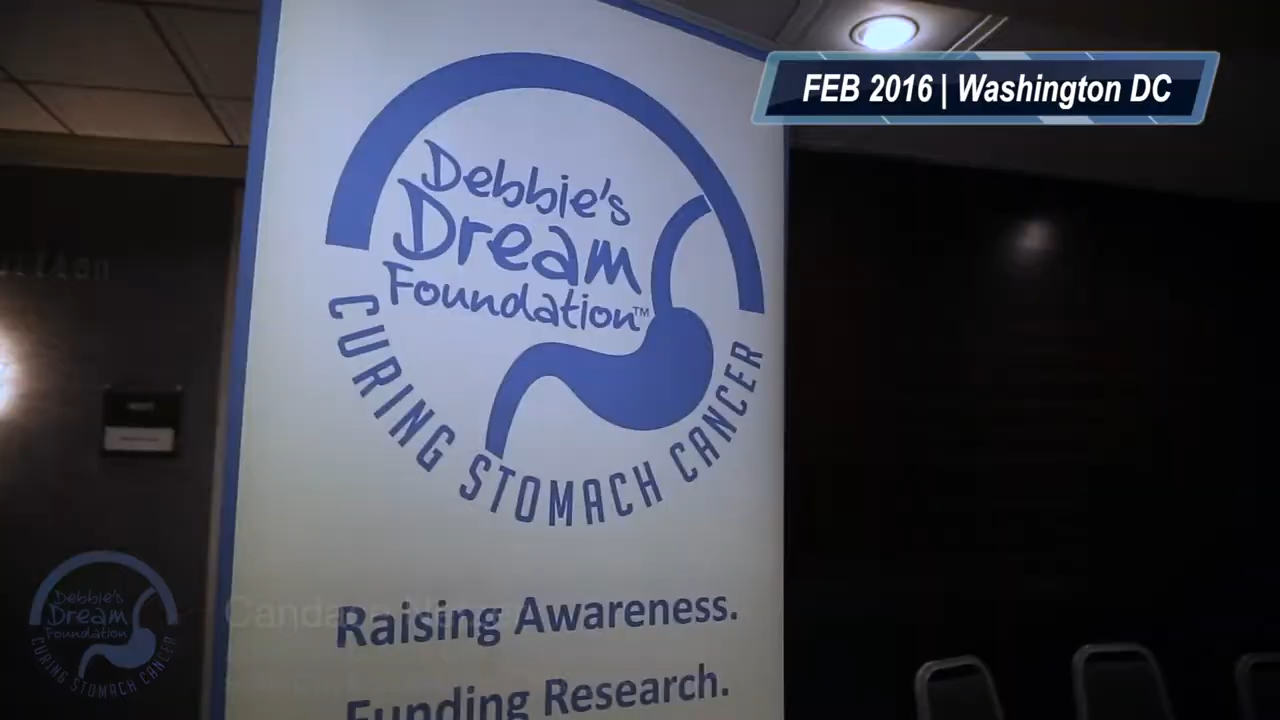 FEB 2016 | Washington DC
Debbie's
Dream
Foundation™
CURING STOMACH CANCER
Raising Awareness.
Funding Research.
Debbie's
Dream
Foundation
CURING STOMACH CANCER